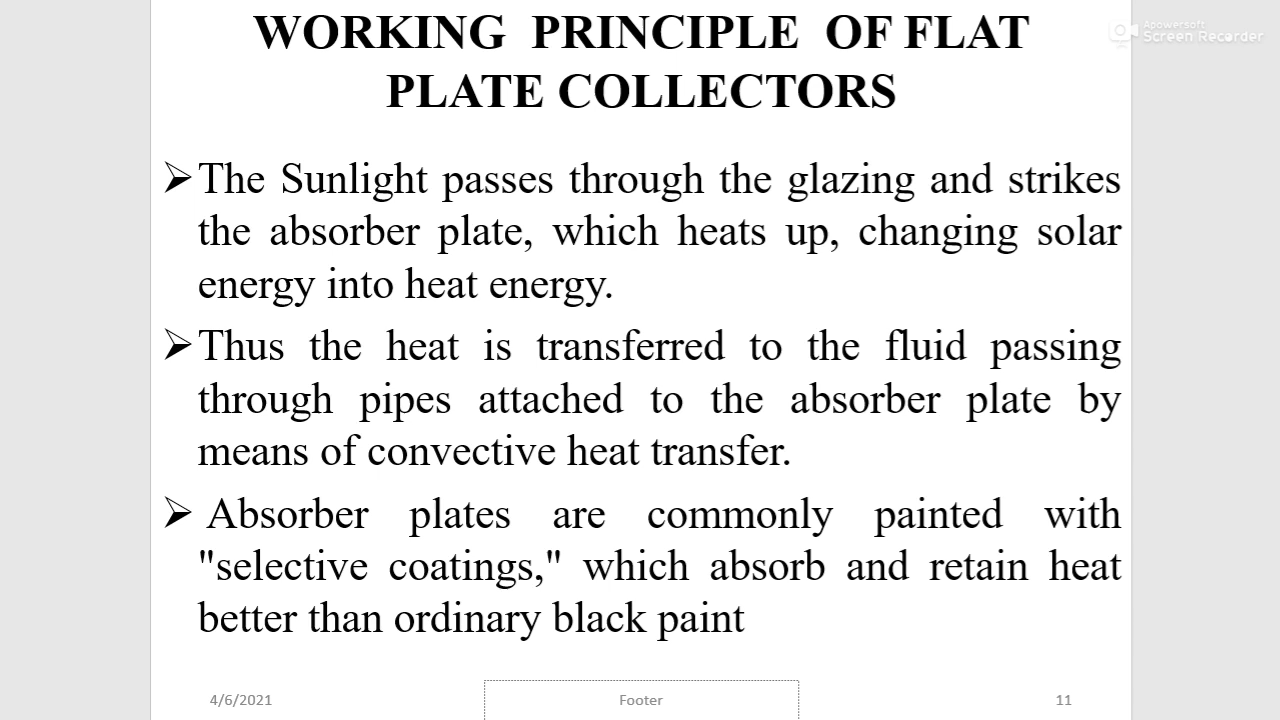 WORKING PRINCIPLE OF FLAT
PLATE COLLECTORS
Apowersoft
Screen Recorder
➢The Sunlight passes through the glazing and strikes
the absorber plate, which heats up, changing solar
energy into heat energy.
➢Thus the heat is transferred to the fluid passing
through pipes attached to the absorber plate by
means of convective heat transfer.
➢ Absorber plates are commonly painted with
"selective coatings," which absorb and retain heat
better than ordinary black paint
4/6/2021
Footer
11